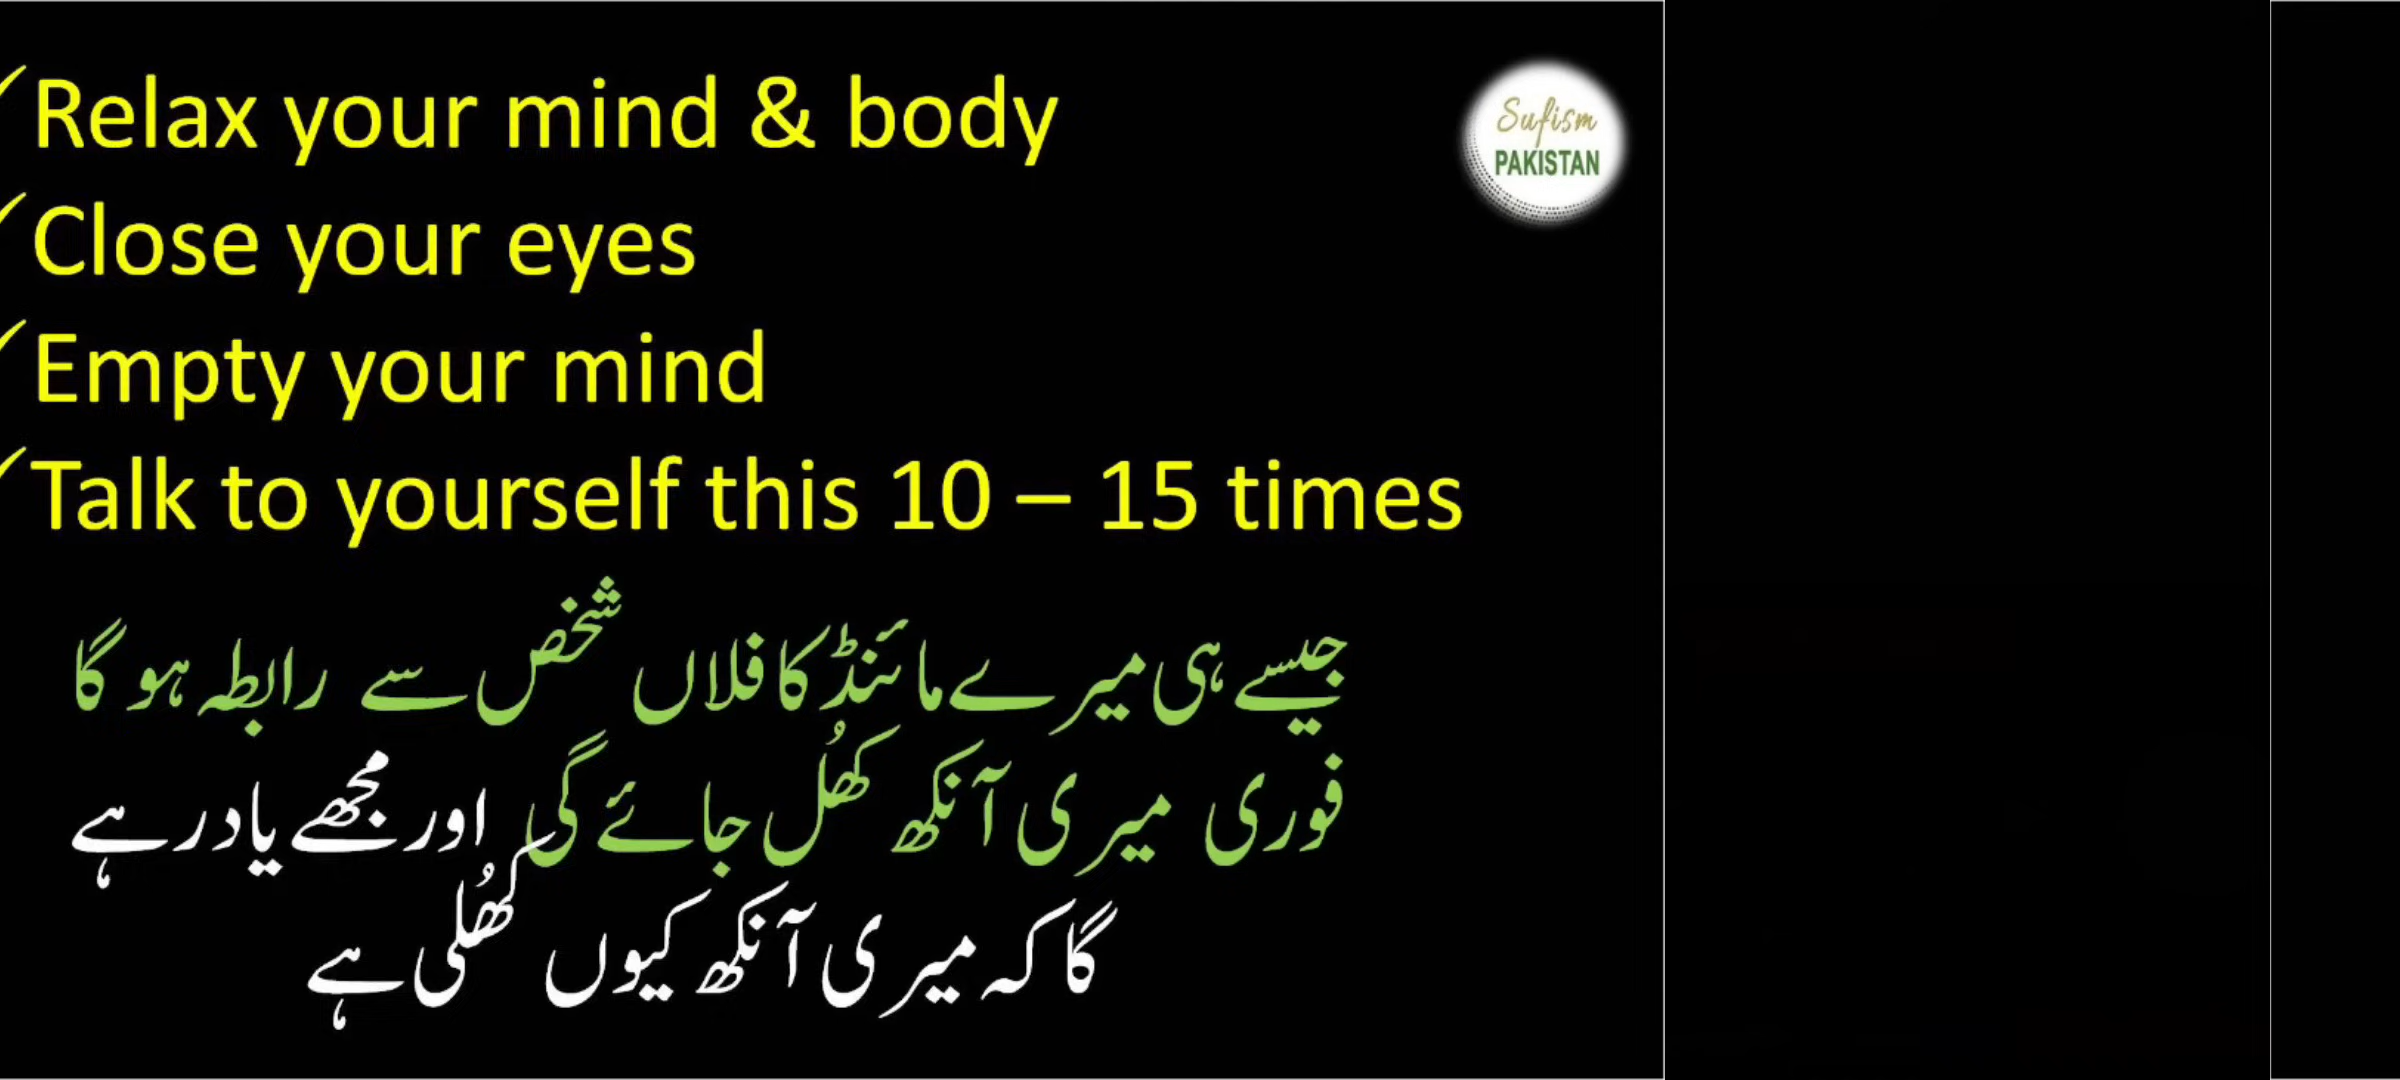 ✓Relax your mind & body
Sufism
PAKISTAN
✓Close your eyes
✓Empty your mind
✓Talk to yourself this 10 – 15 times
جیسے ہی میرے مائنڈ کا فلاں شخص سے رابطہ ہو گا
فوری میری آنکھ کھُل جائے گی اور مجھے یاد رہے
گا کہ میری آنکھ کیوں کھُلی ہے